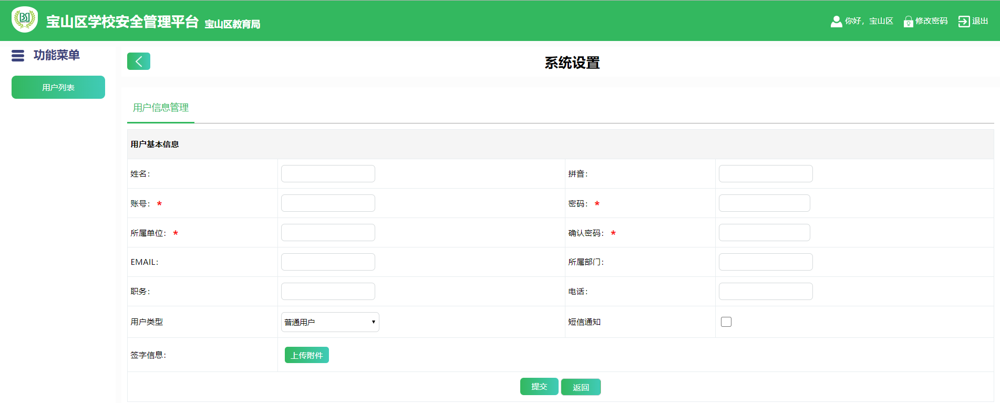 BS 宝山区学校安全管理平台 宝山区教育局 你好，宝山区 修改密码 退出
功能菜单
系统设置
用户列表
用户信息管理
用户基本信息
姓名： 拼音：
账号： * 密码： *
所属单位： * 确认密码： *
EMAIL： 所属部门：
职务： 电话：
用户类型 普通用户 短信通知
签字信息： 上传附件
提交 返回